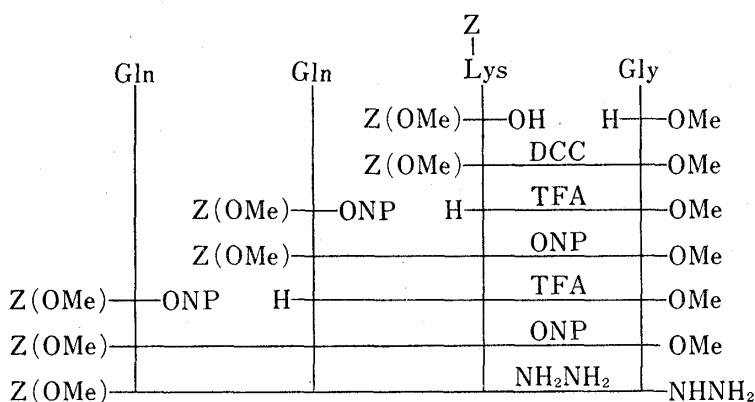 Z
Gln Gln Lys Gly
Z(OMe) OH H OMe
Z(OMe) DCC OMe
Z(OMe) ONP H TFA OMe
Z(OMe) ONP OMe
Z(OMe) ONP H TFA OMe
Z(OMe) ONP OMe
Z(OMe) NH₂NH₂ NHNH₂